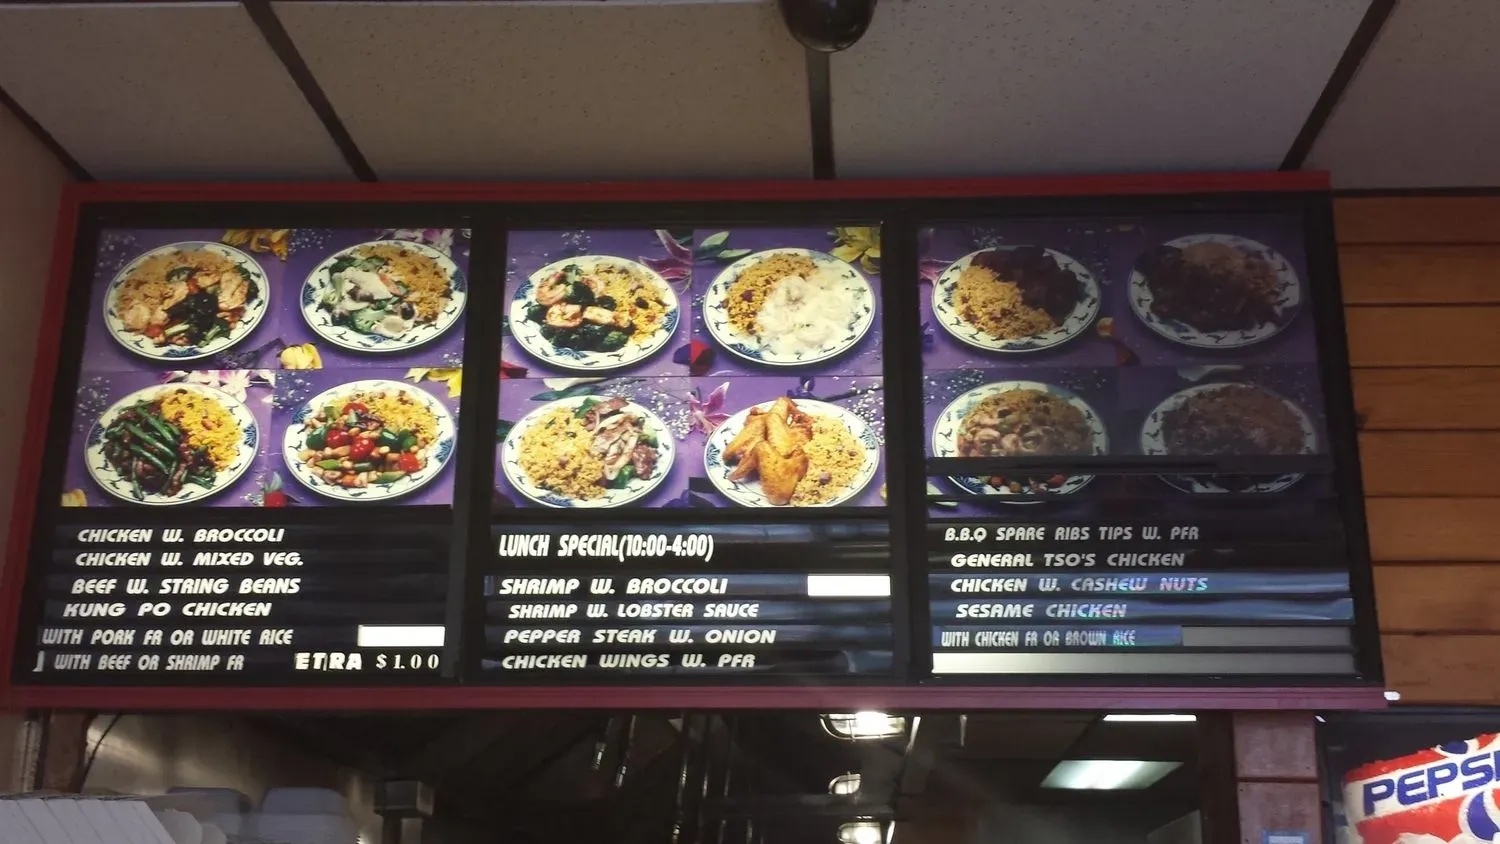 CHICKEN W. BROCCOLI
CHICKEN W. MIXED VEG.
BEEF W. STRING BEANS
KUNG PO CHICKEN
WITH PORK FR OR WHITE RICE
WITH BEEF OR SHRIMP FR ETRA $1.00
LUNCH SPECIAL(10:00-4:00)
SHRIMP W. BROCCOLI
SHRIMP W. LOBSTER SAUCE
PEPPER STEAK W. ONION
CHICKEN WINGS W. PFR
B.B.Q SPARE RIBS TIPS W. PFR
GENERAL TSO'S CHICKEN
CHICKEN W. CASHEW NUTS
SESAME CHICKEN
WITH CHICKEN FR OR BROWN RICE
PEPSI